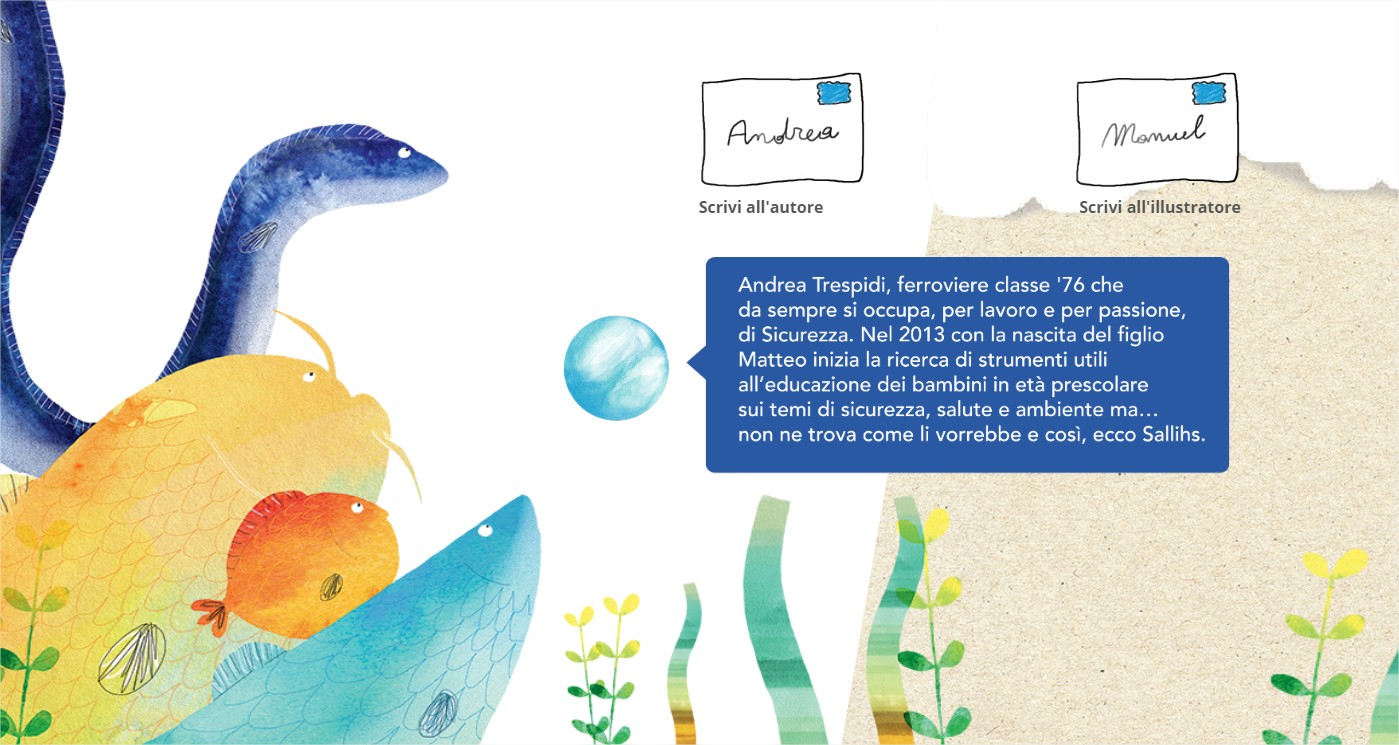 Andrea
Manuel
Scrivi all'autore
Scrivi all'illustratore
Andrea Trespidi, ferroviere classe '76 che
da sempre si occupa, per lavoro e per passione,
di Sicurezza. Nel 2013 con la nascita del figlio
Matteo inizia la ricerca di strumenti utili
all’educazione dei bambini in età prescolare
sui temi di sicurezza, salute e ambiente ma…
non ne trova come li vorrebbe e così, ecco Sallihs.